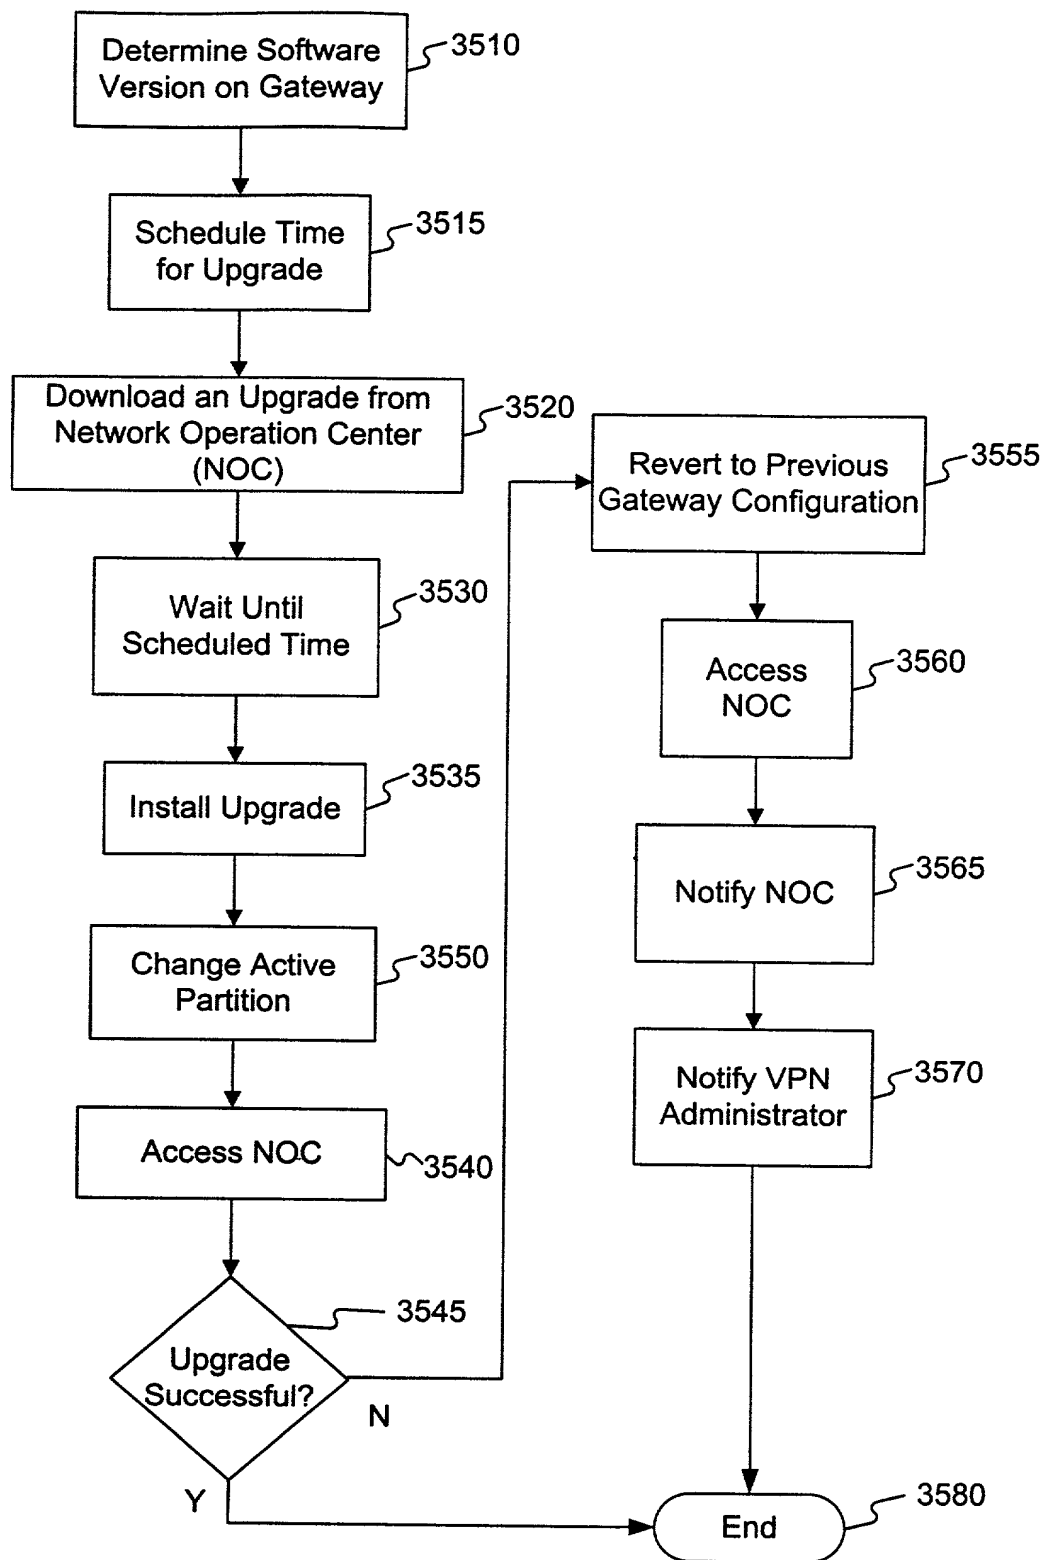 Determine Software
Version on Gateway
3510
Schedule Time
for Upgrade
3515
Download an Upgrade from
Network Operation Center
(NOC)
3520
Wait Until
Scheduled Time
3530
Install Upgrade
3535
Change Active
Partition
3550
Access NOC
3540
Upgrade
Successful?
3545
N
Y
Revert to Previous
Gateway Configuration
3555
Access
NOC
3560
Notify NOC
3565
Notify VPN
Administrator
3570
End
3580